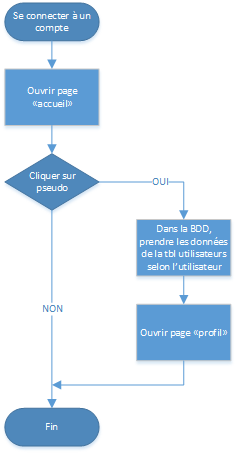 Se connecter à un
compte
Ouvrir page
«accueil»
Cliquer sur
pseudo
OUI
Dans la BDD,
prendre les données
de la tbl utilisateurs
selon l'utilisateur
NON
Ouvrir page «profil»
Fin